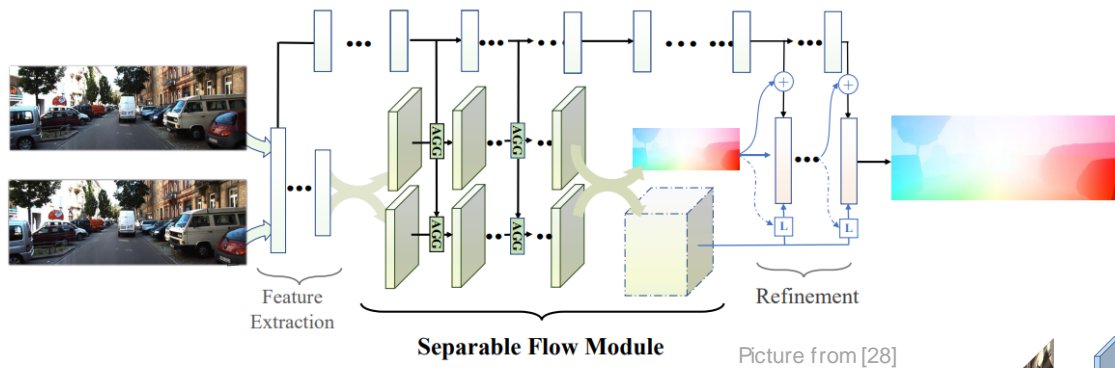 AGG
AGG
AGG
AGG
L
L
Feature
Extraction
Refinement
Separable Flow Module
Picture from [28]